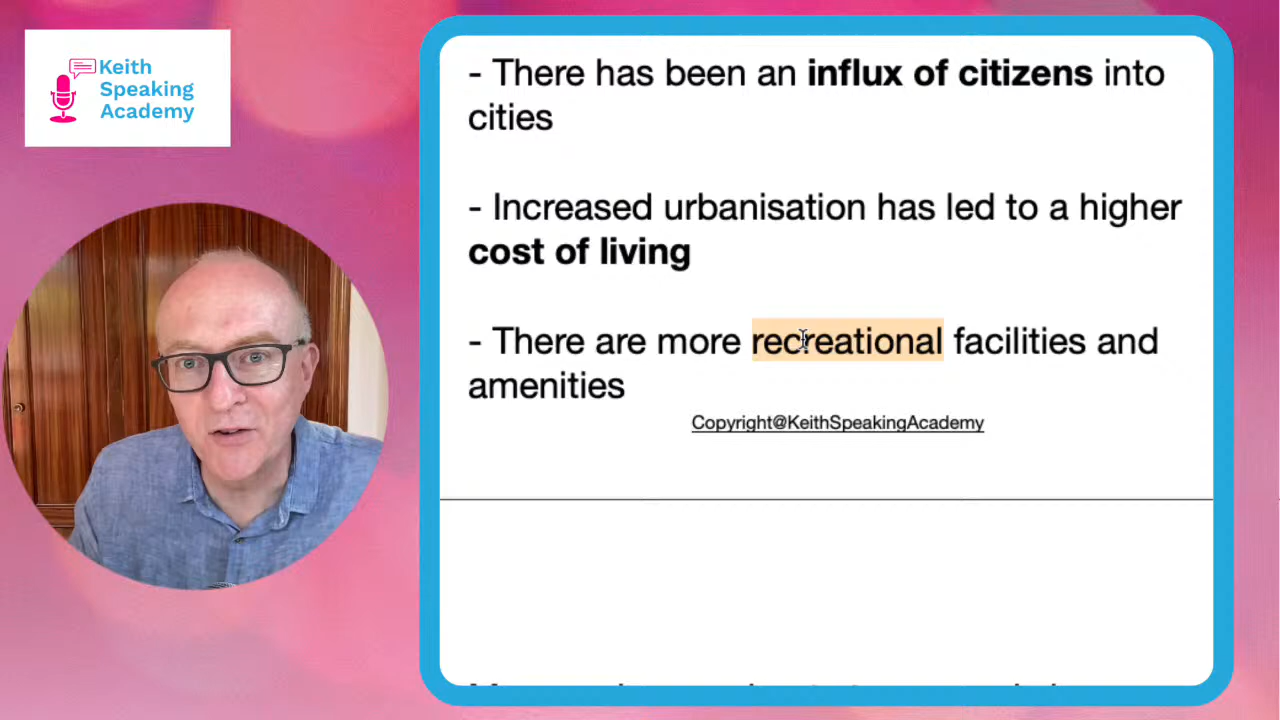 Keith
Speaking
Academy
- There has been an influx of citizens into
cities
- Increased urbanisation has led to a higher
cost of living
- There are more recreational facilities and
amenities
Copyright@KeithSpeakingAcademy